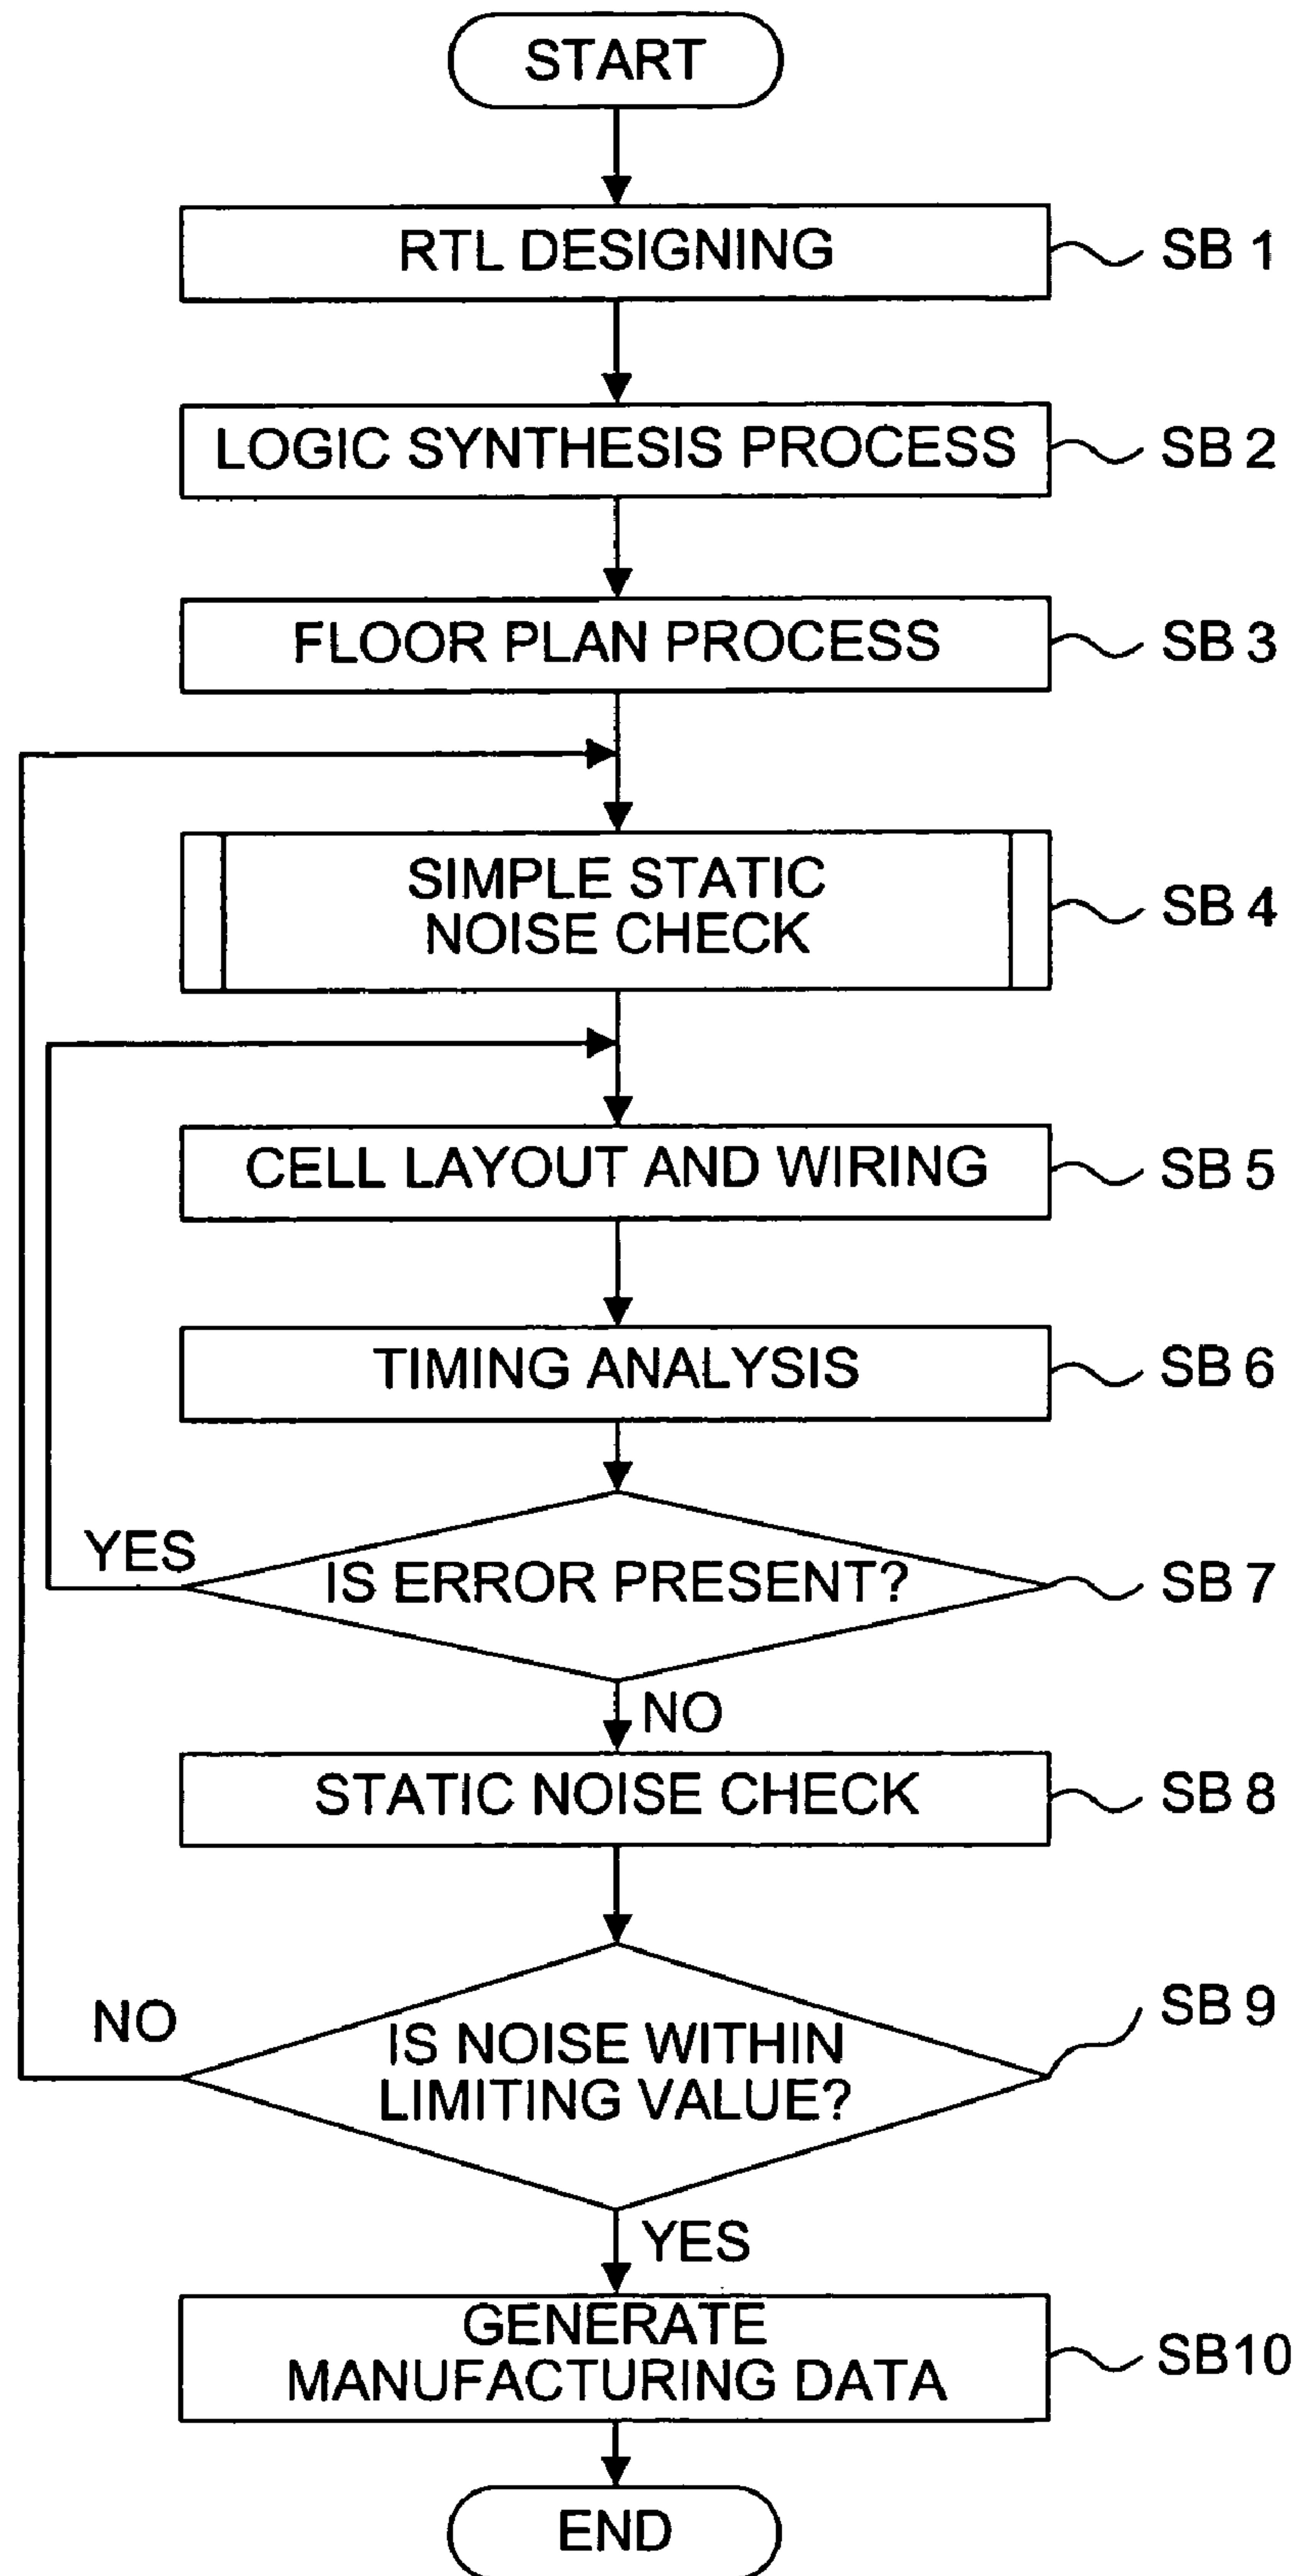 START
RTL DESIGNING
SB 1
LOGIC SYNTHESIS PROCESS
SB 2
FLOOR PLAN PROCESS
SB 3
SIMPLE STATIC
NOISE CHECK
SB 4
CELL LAYOUT AND WIRING
SB 5
TIMING ANALYSIS
SB 6
YES
IS ERROR PRESENT?
SB 7
NO
STATIC NOISE CHECK
SB 8
NO
IS NOISE WITHIN
LIMITING VALUE?
SB 9
YES
GENERATE
MANUFACTURING DATA
SB10
END